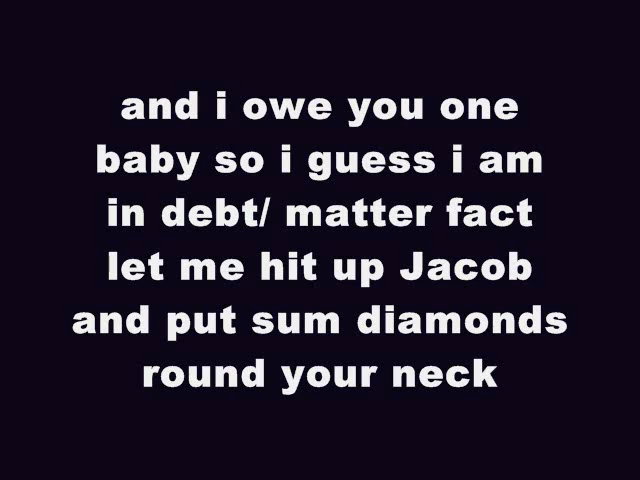 and i owe you one
baby so i guess i am
in debt/ matter fact
let me hit up Jacob
and put sum diamonds
round your neck